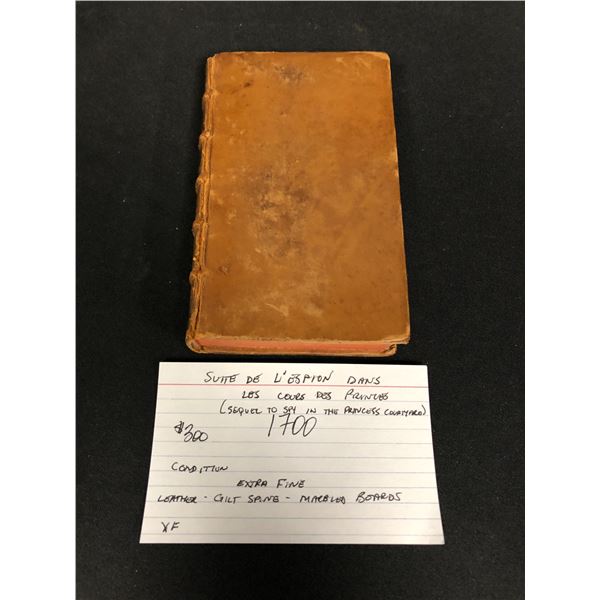 SUITE DE L'ESPION DANS
LES COURS DES PRINCES
(SEQUEL TO SPY IN THE PRINCESS COURTYARD)
$300 1700
CONDITION
EXTRA FINE
LEATHER - GILT SPINE - MARBLED BOARDS
XF